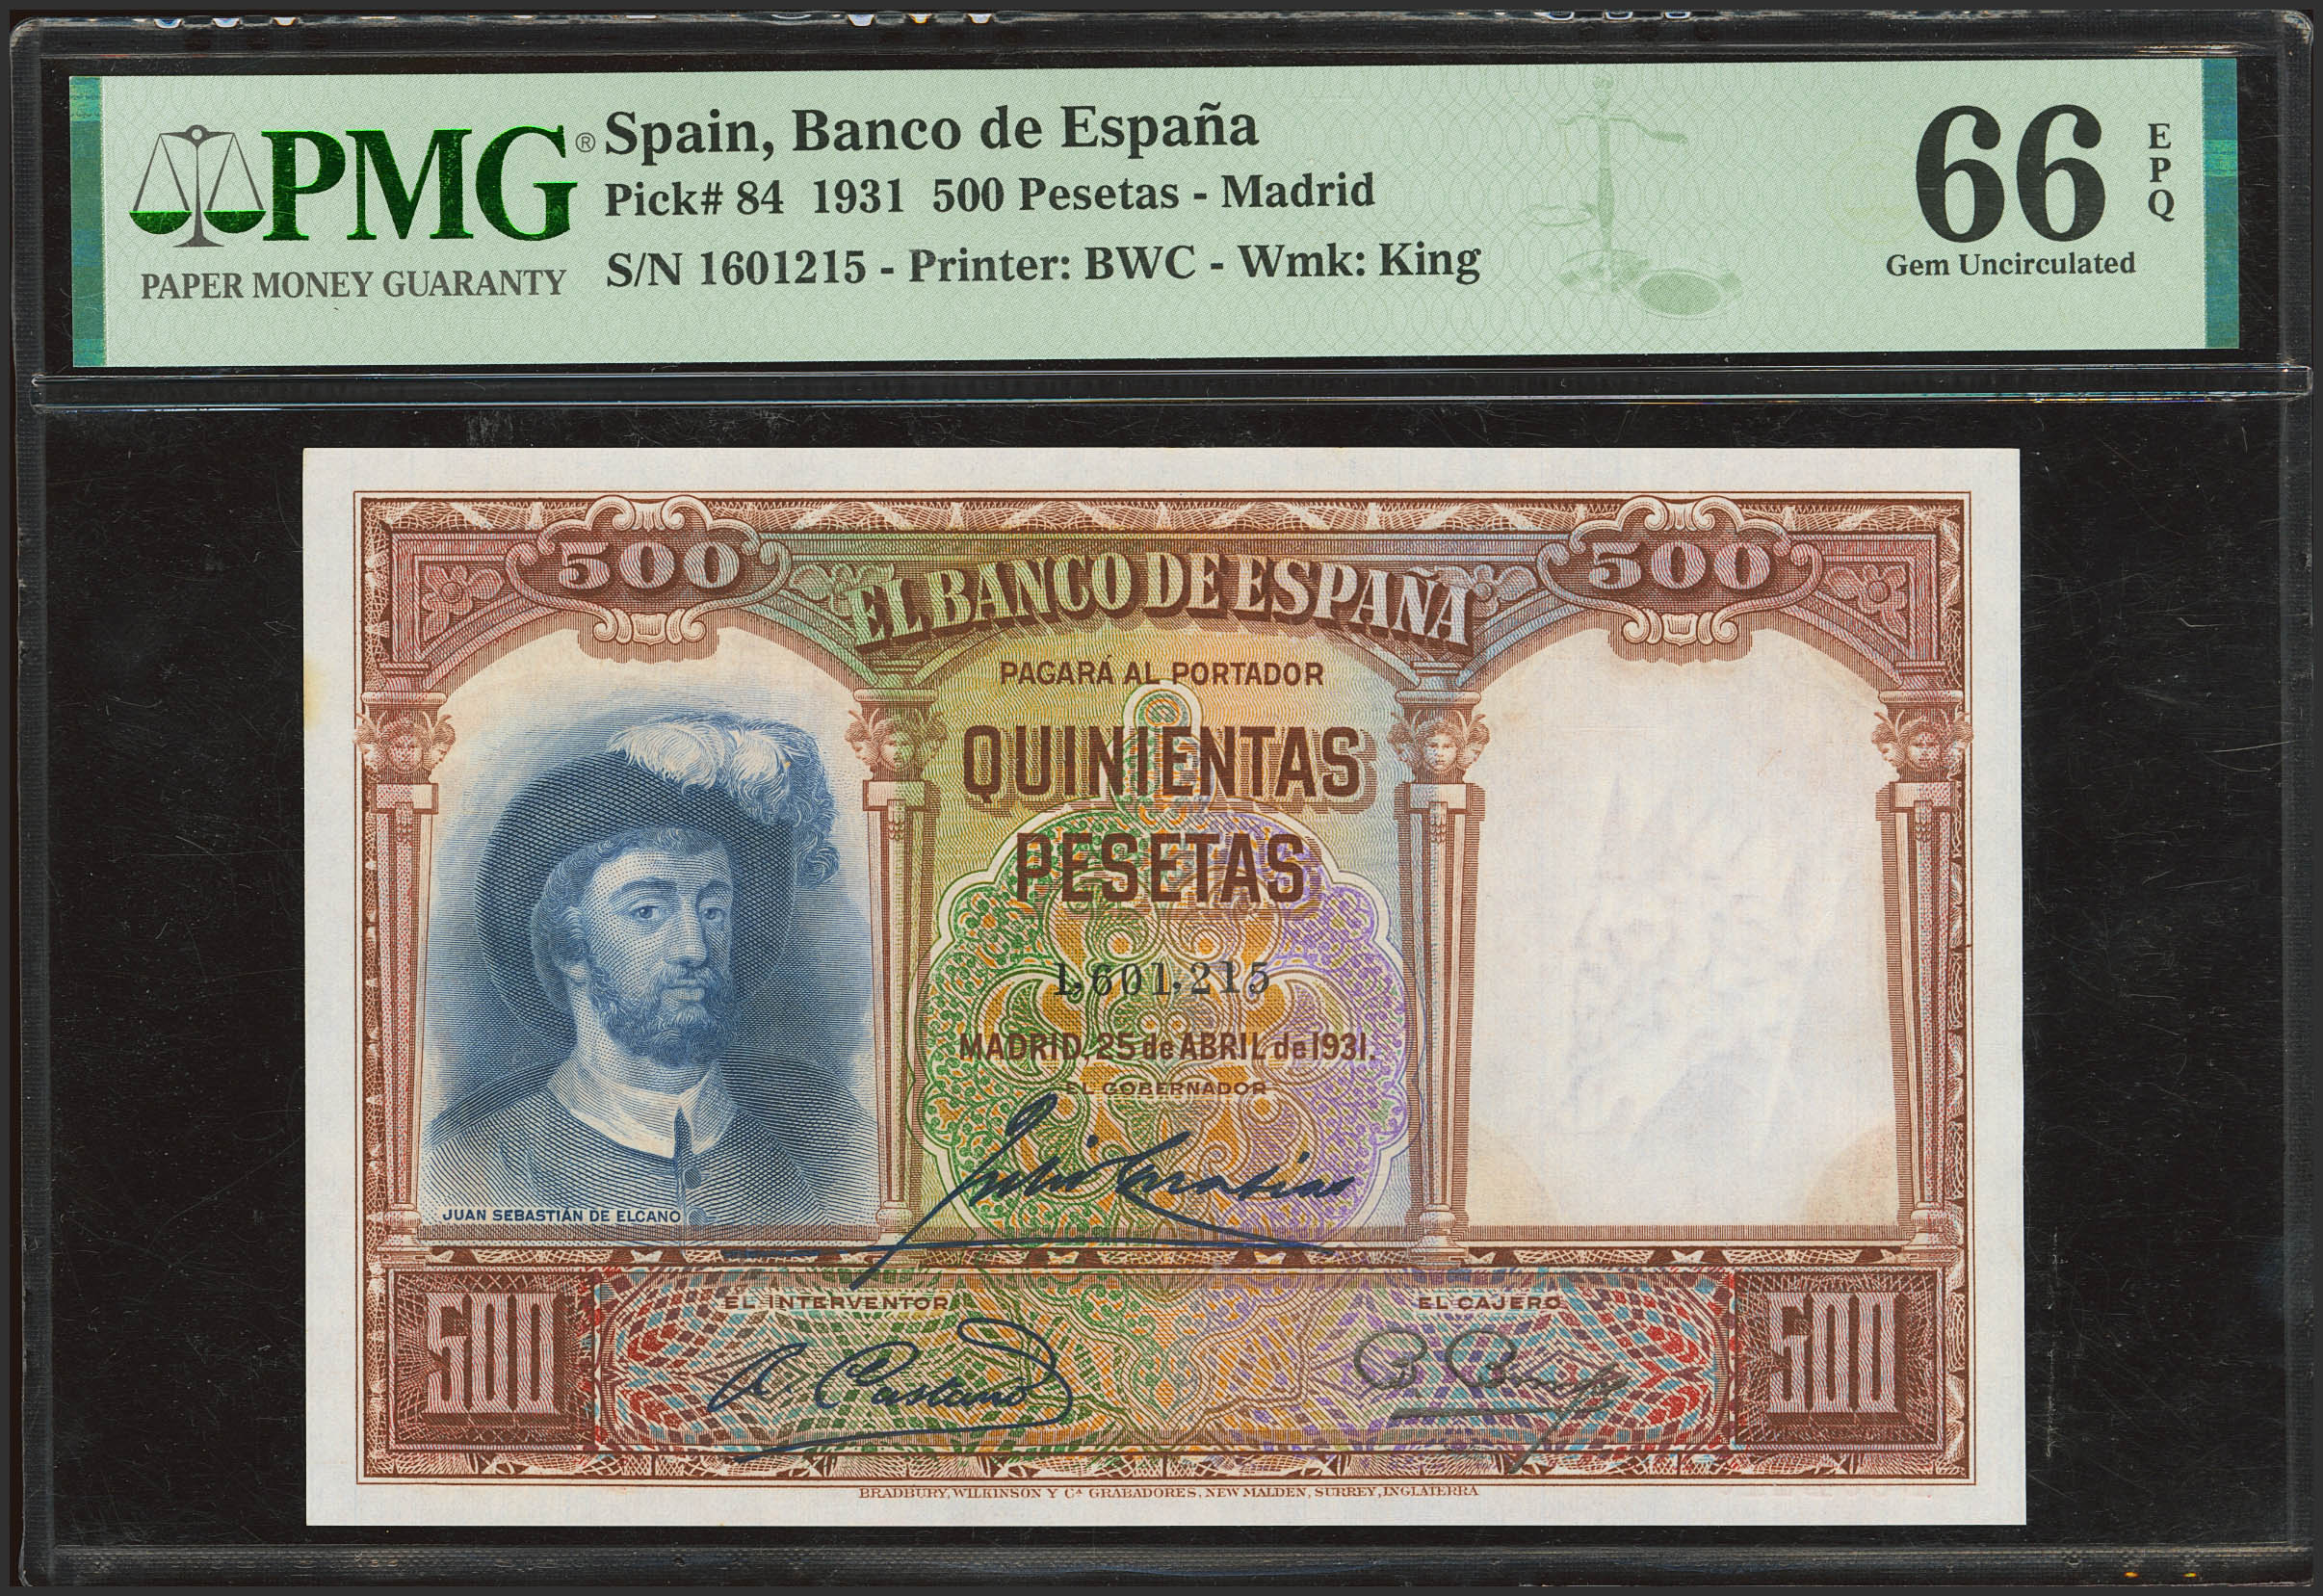 PMG®
PAPER MONEY GUARANTY
Spain, Banco de España
Pick# 84 1931 500 Pesetas - Madrid
S/N 1601215 - Printer: BWC - Wmk: King
66
EPQ
Gem Uncirculated
500
500
EL BANCO DE ESPAÑA
PAGARÁ AL PORTADOR
QUINIENTAS
PESETAS
1,601,215
MADRID, 25 de ABRIL de 1931.
EL GOBERNADOR
JUAN SEBASTIÁN DE ELCANO
EL INTERVENTOR
EL CAJERO
500
500
BRADBURY, WILKINSON Y Cª GRABADORES, NEW MALDEN, SURREY, INGLATERRA